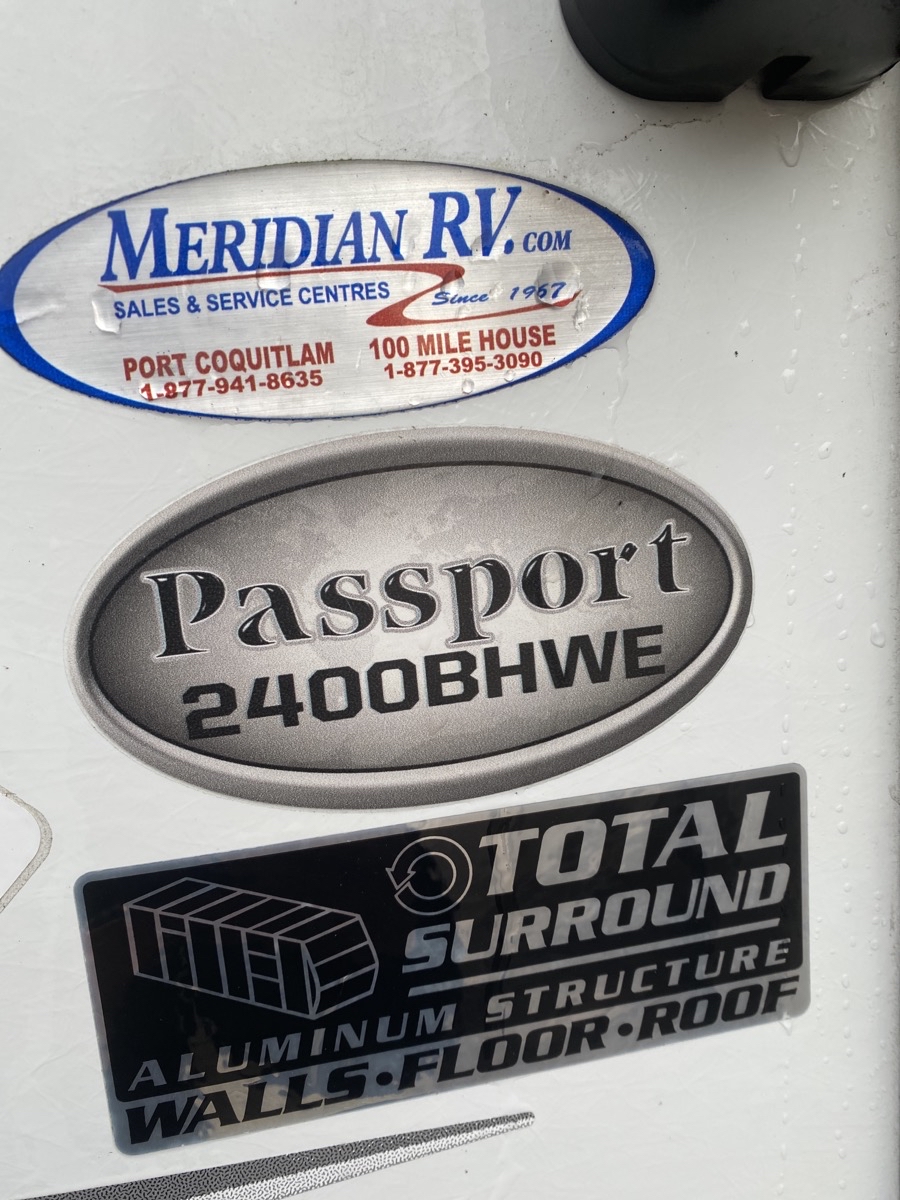 MERIDIAN RV.COM
SALES & SERVICE CENTRES
Since 1967
PORT COQUITLAM
1-877-941-8635
100 MILE HOUSE
1-877-395-3090
Passport
2400BHWE
TOTAL
SURROUND
ALUMINUM STRUCTURE
WALLS•FLOOR•ROOF